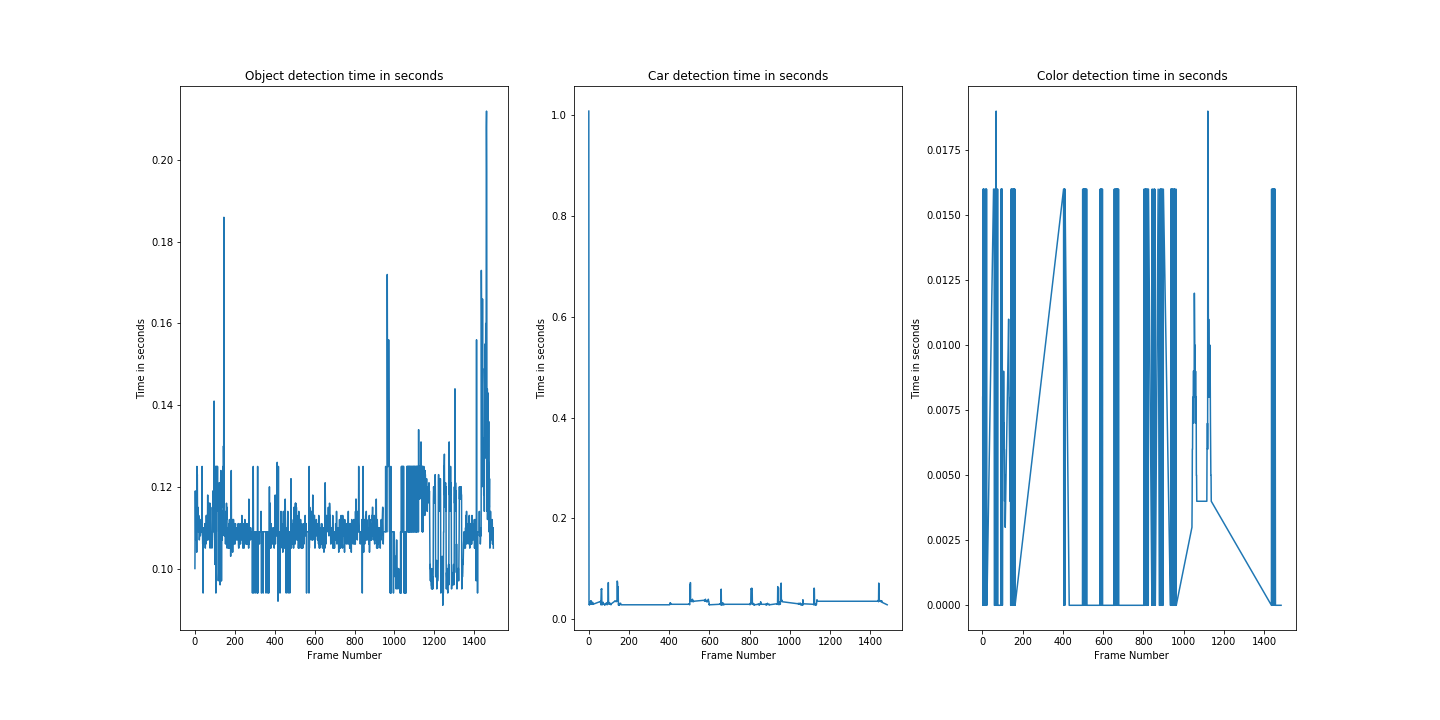 Object detection time in seconds
Time in seconds
0.20
0.18
0.16
0.14
0.12
0.10
0 200 400 600 800 1000 1200 1400
Frame Number
Car detection time in seconds
Time in seconds
1.0
0.8
0.6
0.4
0.2
0.0
0 200 400 600 800 1000 1200 1400
Frame Number
Color detection time in seconds
Time in seconds
0.0175
0.0150
0.0125
0.0100
0.0075
0.0050
0.0025
0.0000
0 200 400 600 800 1000 1200 1400
Frame Number